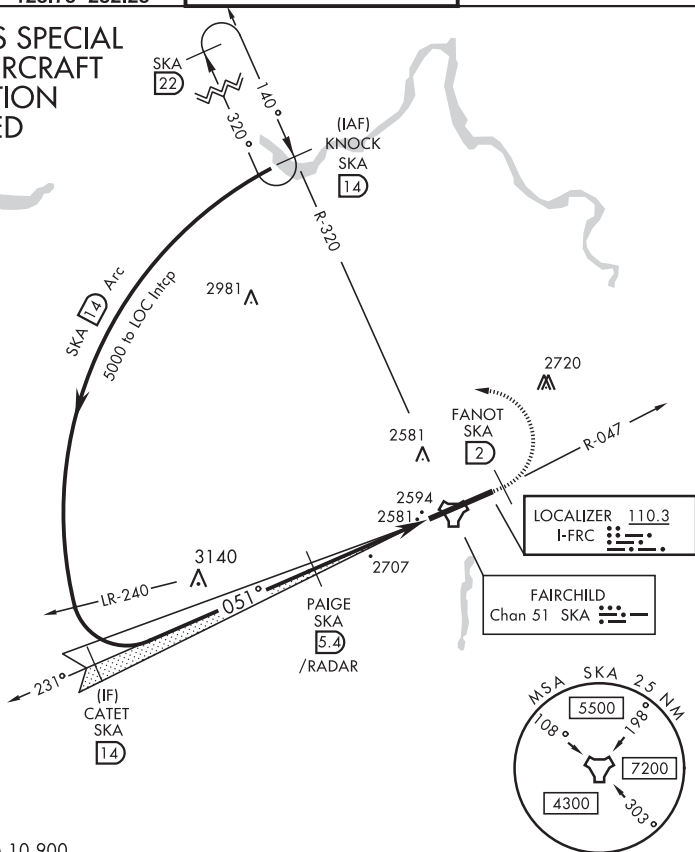 S SPECIAL
RCRAFT
TION
ED
SKA
22
320°
140°
(IAF)
KNOCK
SKA
14
R-320
SKA 14 Arc
5000 to LOC Intcp
2981
2720
FANOT
SKA
2
2581
R-047
2594
2581
LOCALIZER 110.3
I-FRC
3140
2707
LR-240
051°
FAIRCHILD
Chan 51 SKA
PAIGE
SKA
5.4
/RADAR
231°
(IF)
CATET
SKA
14
MSA SKA 25 NM
5500
108°
198°
7200
4300
303°